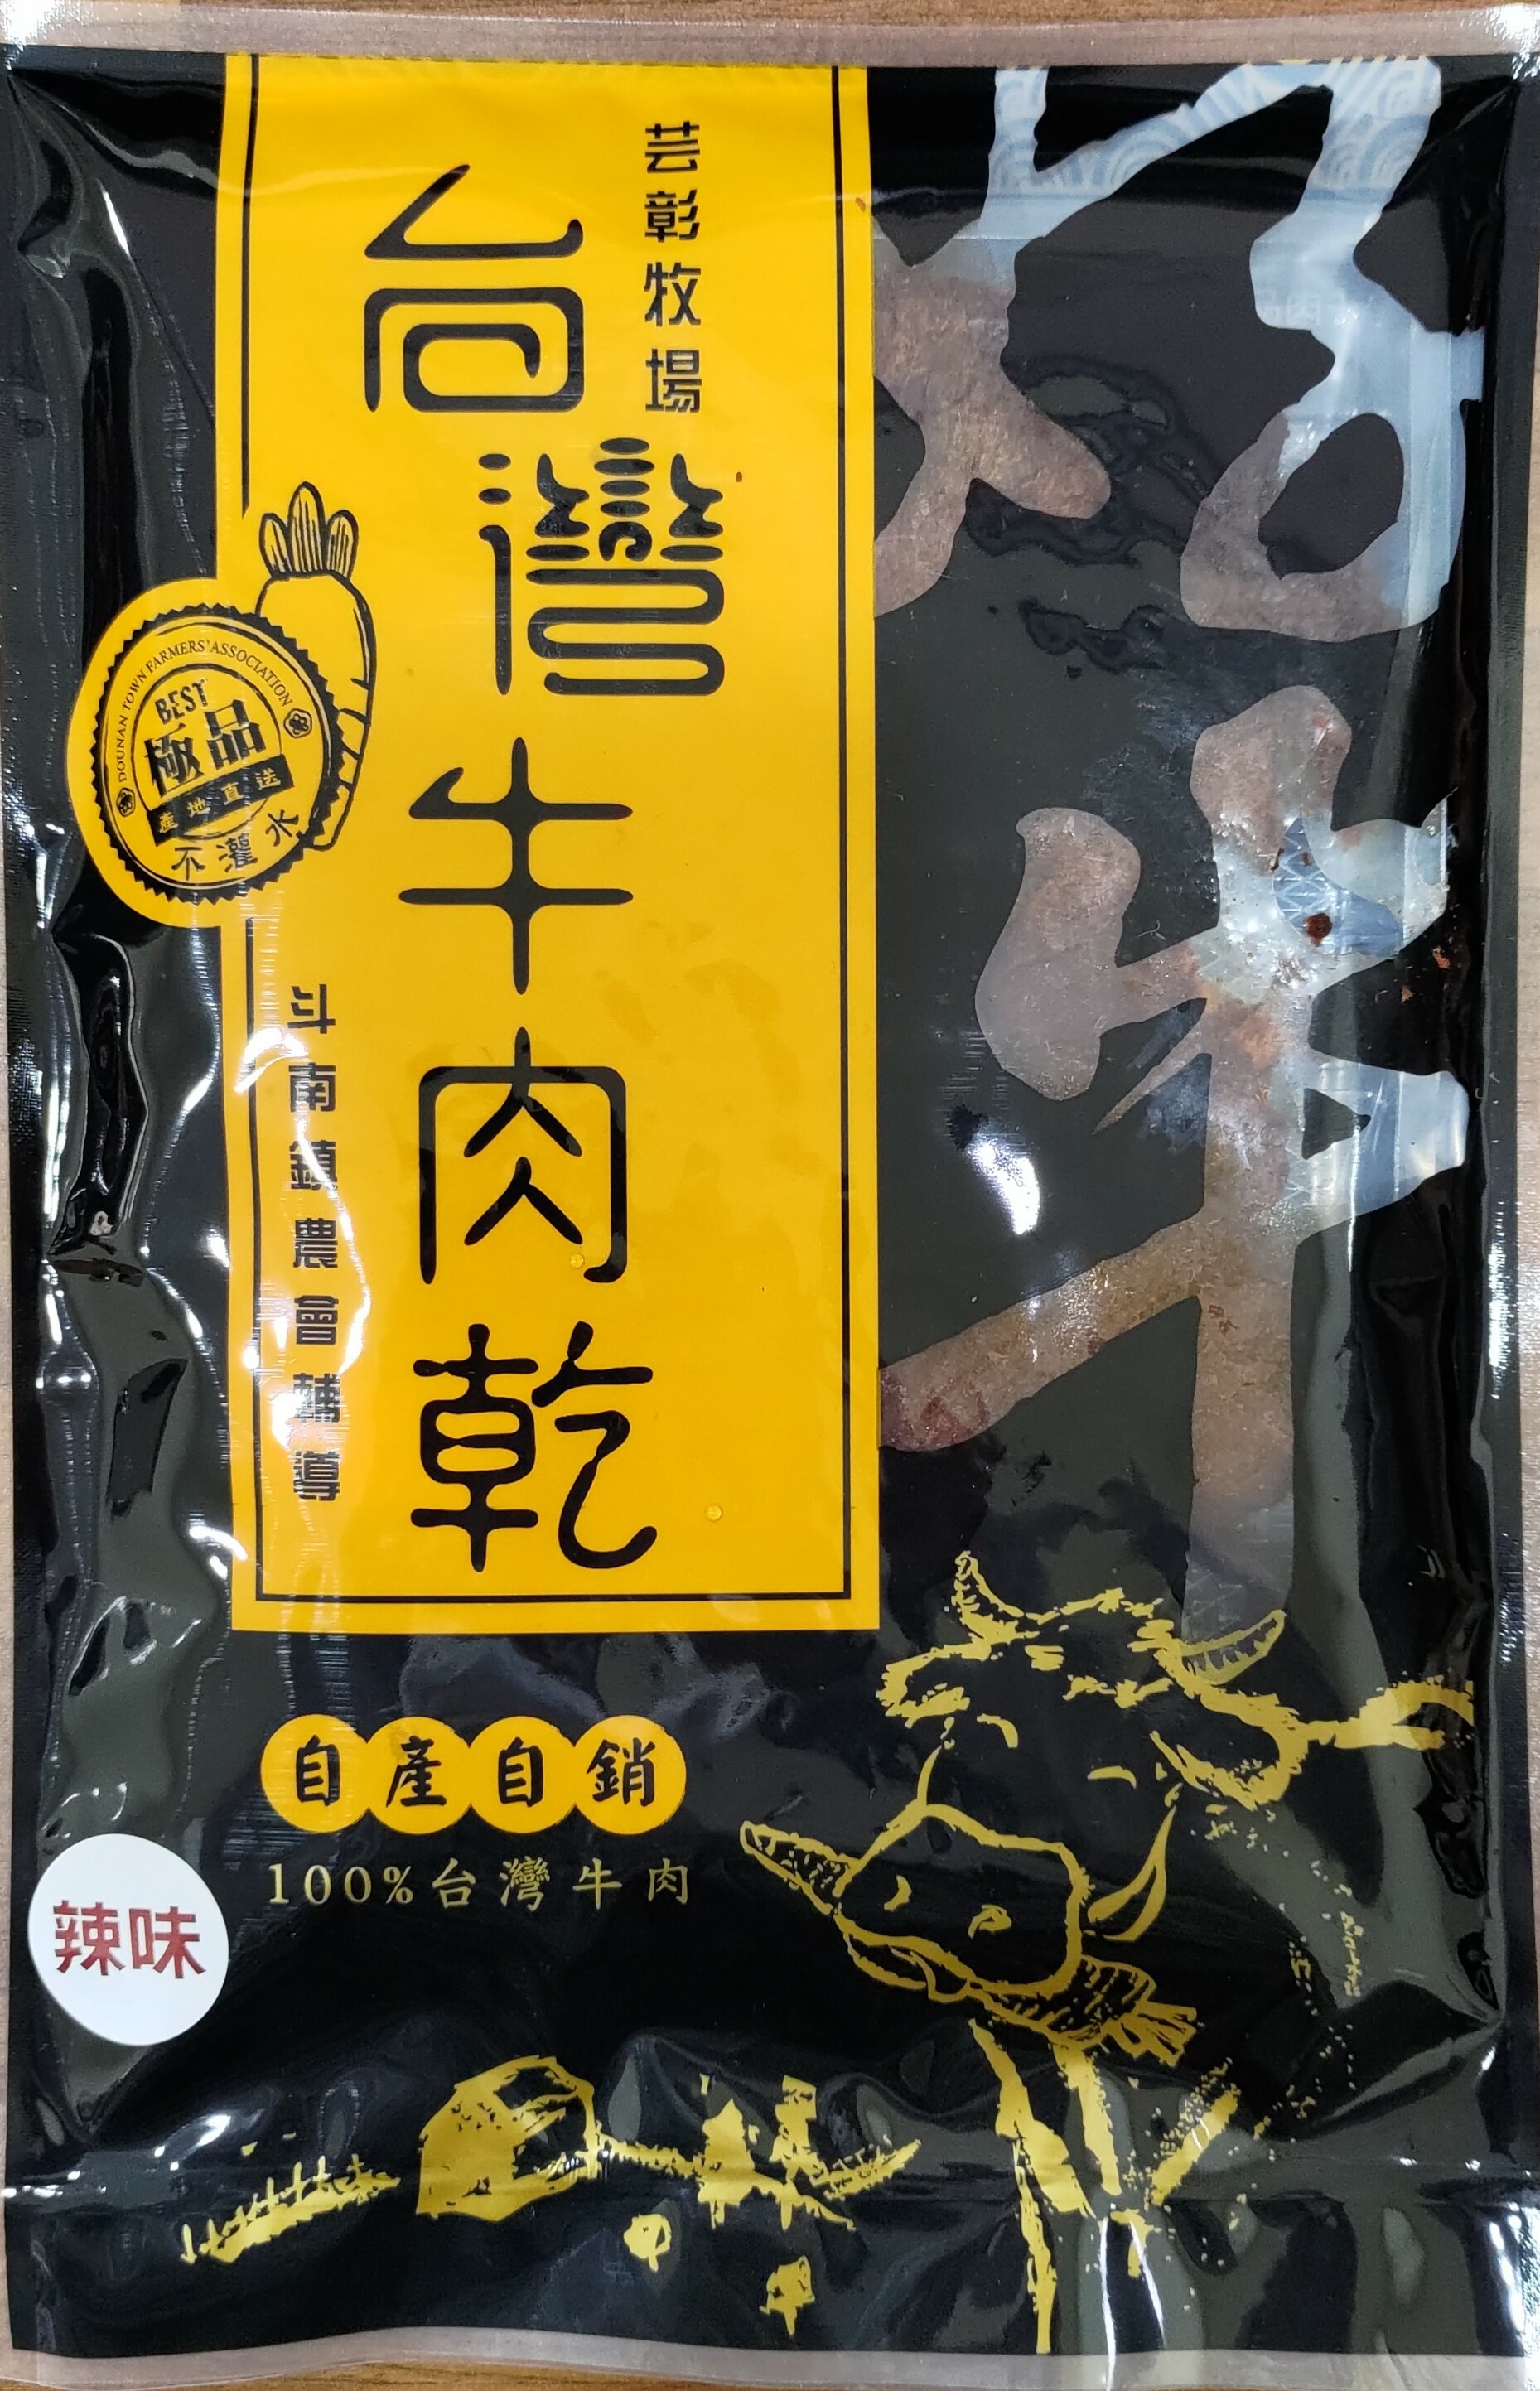 芸彰牧場
台灣牛肉乾
DOUNAN TOWN FARMERS' ASSOCIATION
BEST
極品
產地直送
不灌水
斗南鎮農會輔導
自產自銷
100%台灣牛肉
辣味